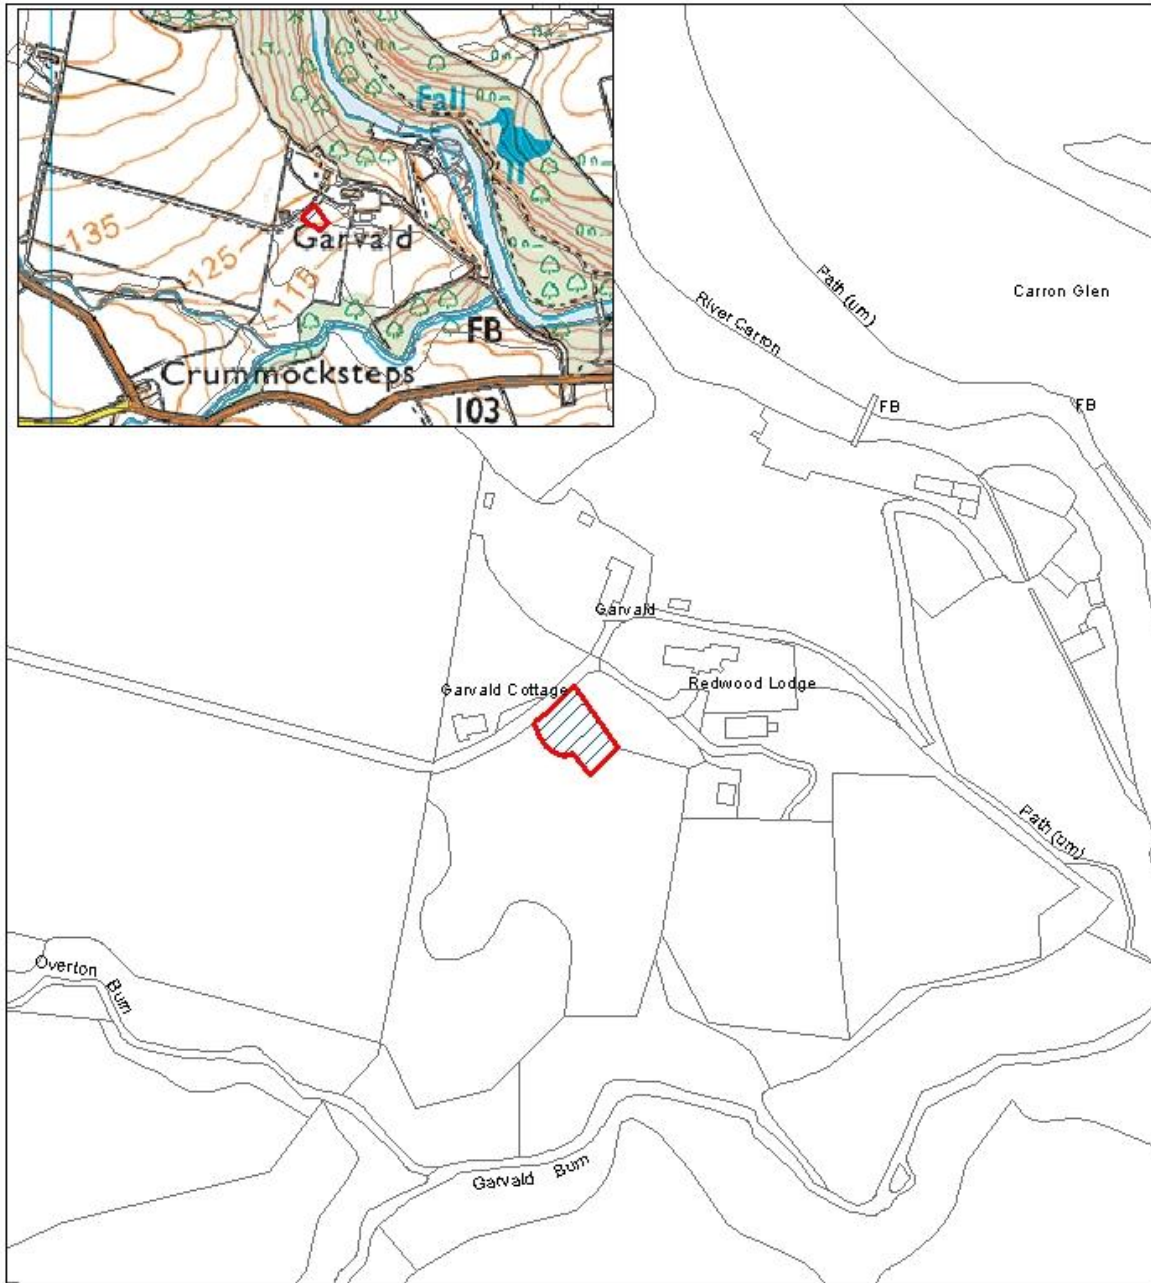 Fall
135
125
115
Garvald
FB
Crummocksteps
103
Path (um)
River Carron
Carron Glen
FB
FB
Garvald
Garvald Cottage
Redwood Lodge
Path (um)
Overton Burn
Garvald Burn